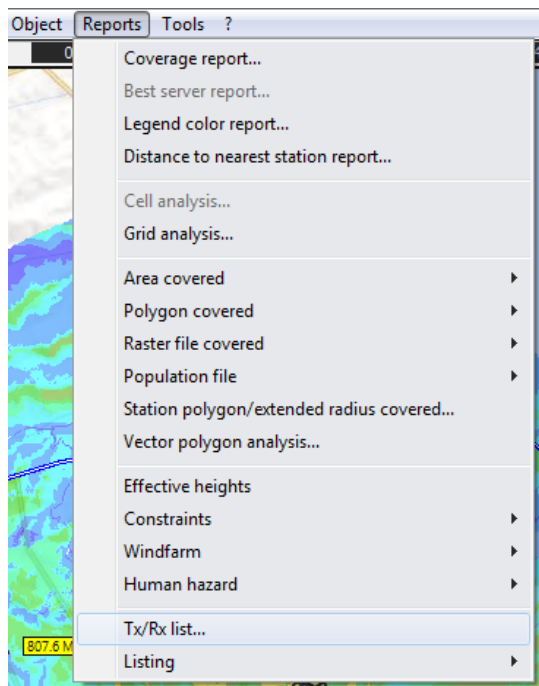 Object Reports Tools ?
0
Coverage report...
Best server report...
Legend color report...
Distance to nearest station report...
Cell analysis...
Grid analysis...
Area covered
Polygon covered
Raster file covered
Population file
Station polygon/extended radius covered...
Vector polygon analysis...
Effective heights
Constraints
Windfarm
Human hazard
Tx/Rx list...
807.6 M
Listing